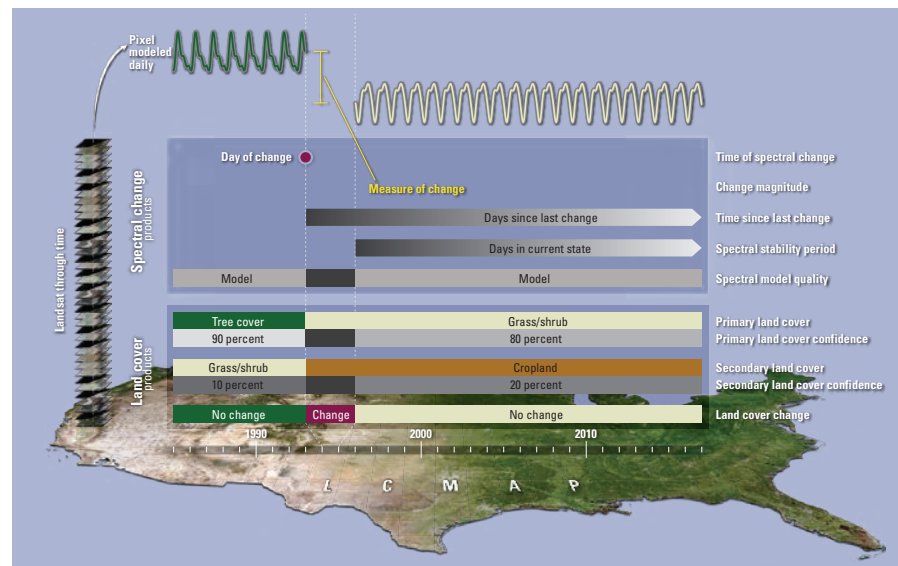 Pixel
modeled
daily
Day of change
Time of spectral change
Measure of change
Change magnitude
Days since last change
Time since last change
Days in current state
Spectral stability period
Model
Model
Spectral model quality
Spectral change
products
Landsat through time
Tree cover
Grass/shrub
Primary land cover
90 percent
80 percent
Primary land cover confidence
Grass/shrub
Cropland
Secondary land cover
10 percent
20 percent
Secondary land cover confidence
Land cover
products
No change
Change
No change
Land cover change
1990
2000
2010
L C M A P